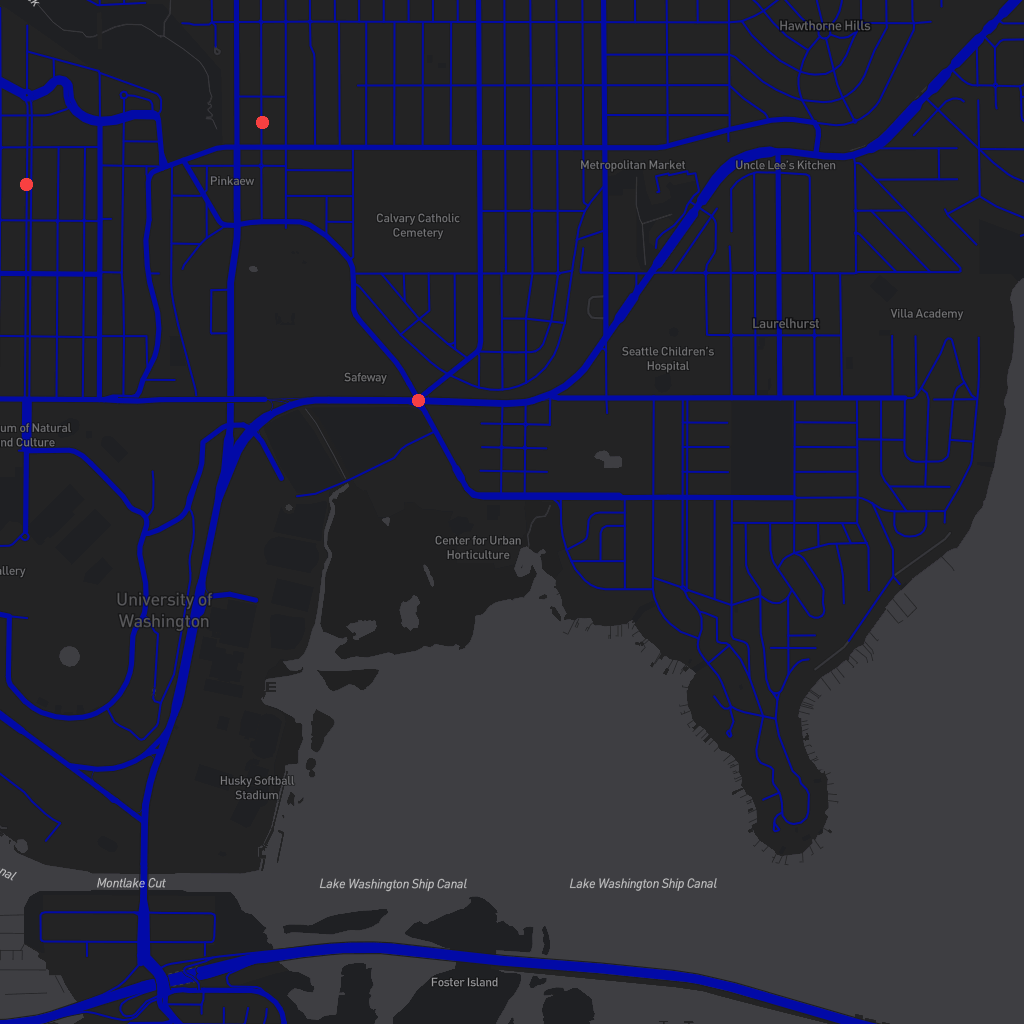 Hawthorne Hills
Metropolitan Market
Uncle Lee's Kitchen
Pinkaew
Calvary Catholic
Cemetery
Villa Academy
Laurelhurst
Seattle Children's
Hospital
Safeway
um of Natural
nd Culture
Center for Urban
Horticulture
allery
University of
Washington
Husky Softball
Stadium
nal
Montlake Cut
Lake Washington Ship Canal
Lake Washington Ship Canal
Foster Island